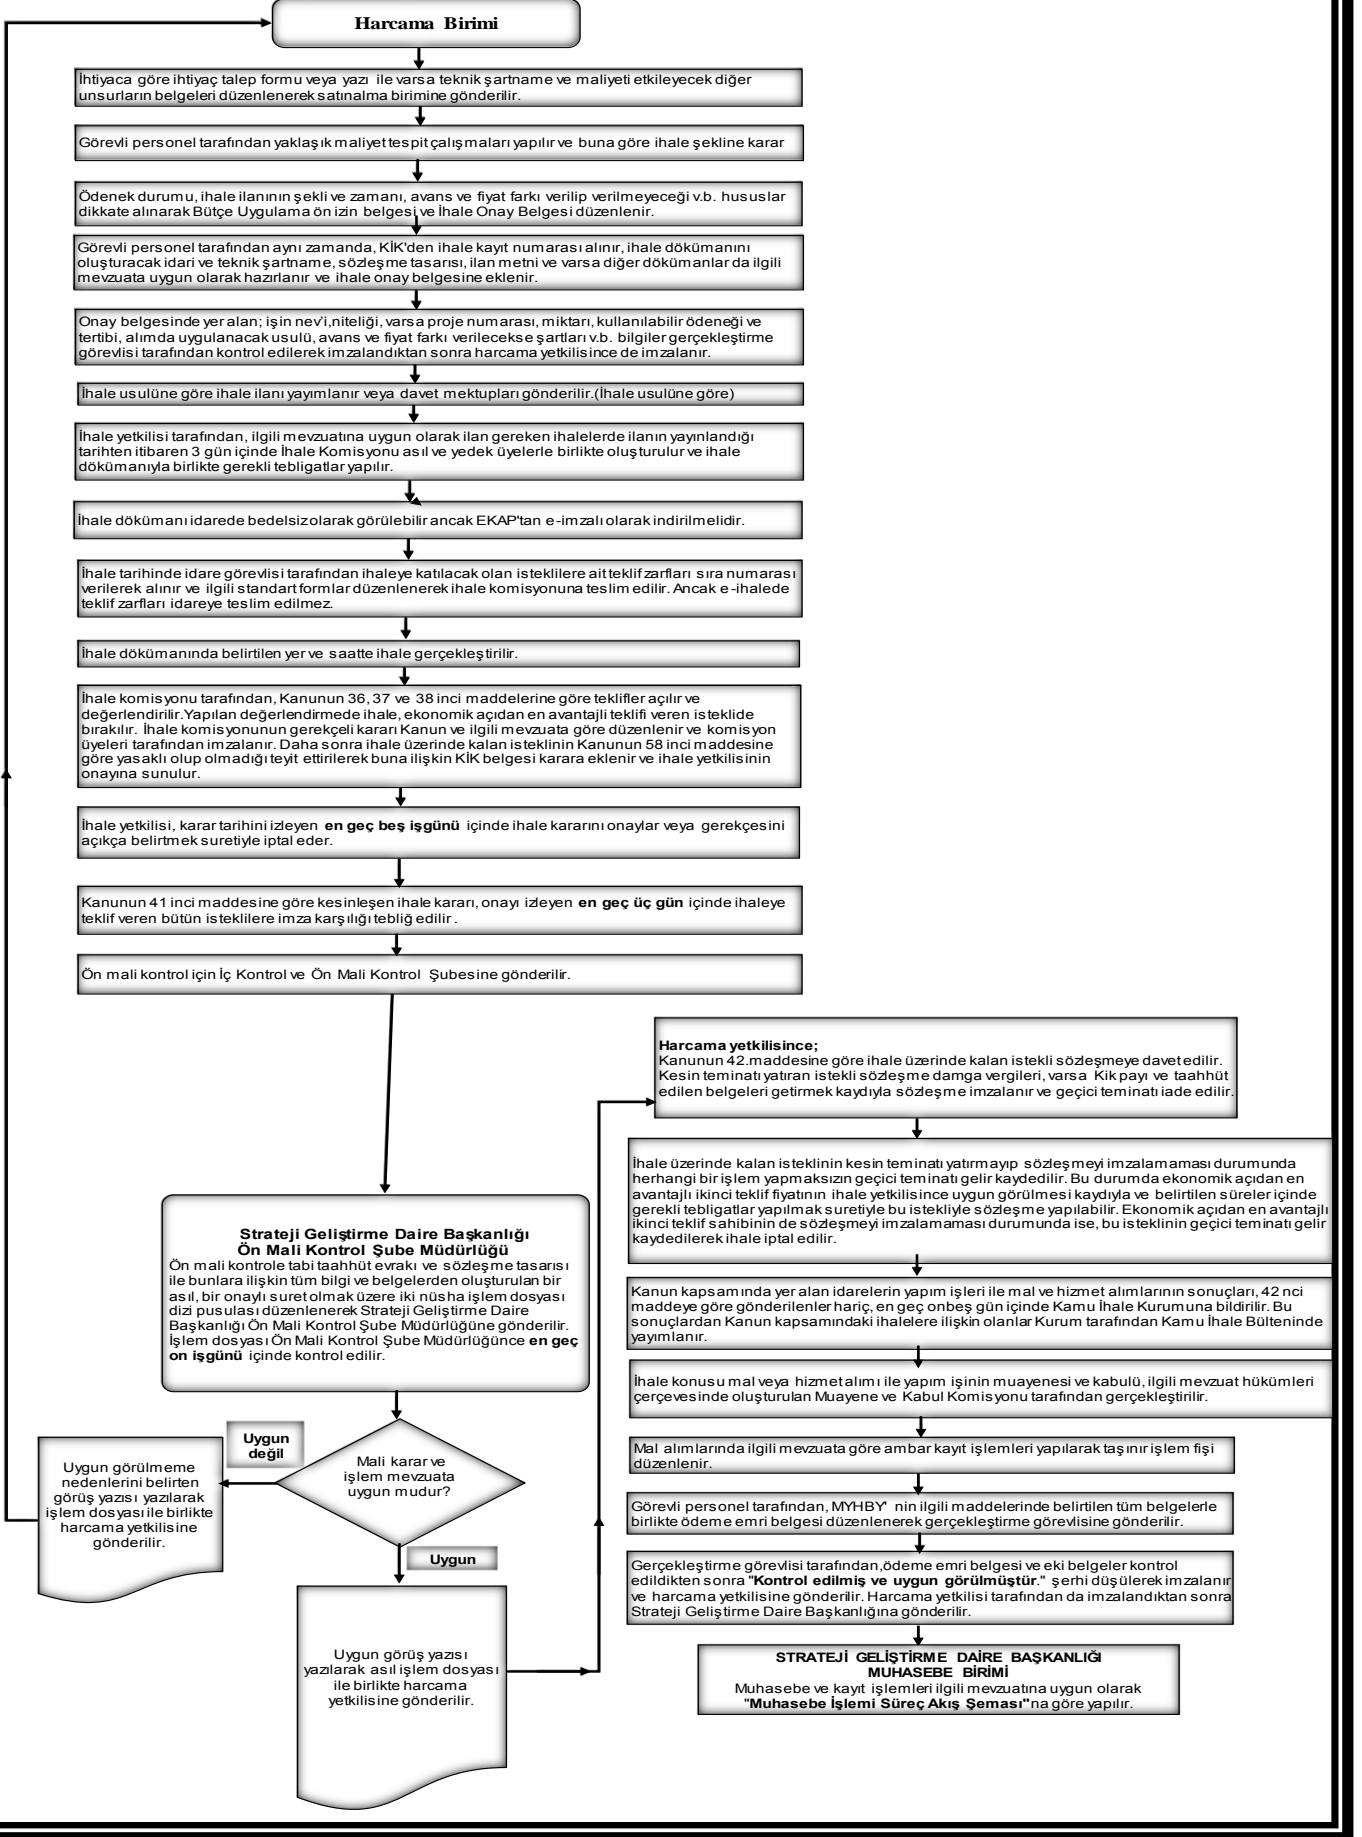 Harcama Birimi
İhtiyaca göre ihtiyaç talep formu veya yazı ile varsa teknik şartname ve maliyeti etkileyecek diğer
unsurların belgeleri düzenlenerek satınalma birimine gönderilir.
Görevli personel tarafından yaklaşık maliyet tespit çalışmaları yapılır ve buna göre ihale şekline karar
Ödenek durumu, ihale ilanının şekli ve zamanı, avans ve fiyat farkı verilip verilmeyeceği v.b. hususlar
dikkate alınarak Bütçe Uygulama ön izin belgesi ve İhale Onay Belgesi düzenlenir.
Görevli personel tarafından aynı zamanda, KİK'den ihale kayıt numarası alınır, ihale dökümanını
oluşturacak idari ve teknik şartname, sözleşme tasarısı, ilan metni ve varsa diğer dökümanlar da ilgili
mevzuata uygun olarak hazırlanır ve ihale onay belgesine eklenir.
Onay belgesinde yer alan; işin nev'i,niteliği, varsa proje numarası, miktarı, kullanılabilir ödeneği ve
tertibi, alımda uygulanacak usulü, avans ve fiyat farkı verilecekse şartları v.b. bilgiler gerçekleştirme
görevlisi tarafından kontrol edilerek imzalandıktan sonra harcama yetkilisince de imzalanır.
İhale usulüne göre ihale ilanı yayımlanır veya davet mektupları gönderilir.(İhale usulüne göre)
İhale yetkilisi tarafından, ilgili mevzuatına uygun olarak ilan gereken ihalelerde ilanın yayınlandığı
tarihten itibaren 3 gün içinde İhale Komisyonu asıl ve yedek üyelerle birlikte oluşturulur ve ihale
dökümanıyla birlikte gerekli tebligatlar yapılır.
İhale dökümanı idarede bedelsiz olarak görülebilir ancak EKAP'tan e-imzalı olarak indirilmelidir.
İhale tarihinde idare görevlisi tarafından ihaleye katılacak olan isteklilere ait teklif zarfları sıra numarası
verilerek alınır ve ilgili standart formlar düzenlenerek ihale komisyonuna teslim edilir. Ancak e-ihalede
teklif zarfları idareye teslim edilmez.
İhale dökümanında belirtilen yer ve saatte ihale gerçekleştirilir.
İhale komisyonu tarafından, Kanunun 36, 37 ve 38 inci maddelerine göre teklifler açılır ve
değerlendirilir.Yapılan değerlendirmede ihale, ekonomik açıdan en avantajli teklifi veren isteklide
bırakılır. İhale komisyonunun gerekçeli kararı Kanun ve ilgili mevzuata göre düzenlenir ve komisyon
üyeleri tarafından imzalanır. Daha sonra ihale üzerinde kalan isteklinin Kanunun 58 inci maddesine
göre yasaklı olup olmadığı teyit ettirilerek buna ilişkin KİK belgesi karara eklenir ve ihale yetkilisinin
onayına sunulur.
İhale yetkilisi, karar tarihini izleyen en geç beş işgünü içinde ihale kararını onaylar veya gerekçesini
açıkça belirtmek suretiyle iptal eder.
Kanunun 41 inci maddesine göre kesinleşen ihale kararı, onayı izleyen en geç üç gün içinde ihaleye
teklif veren bütün isteklilere imza karşılığı tebliğ edilir .
Ön mali kontrol için İç Kontrol ve Ön Mali Kontrol Şubesine gönderilir.
Strateji Geliştirme Daire Başkanlığı
Ön Mali Kontrol Şube Müdürlüğü
Ön mali kontrole tabi taahhüt evrakı ve sözleşme tasarısı
ile bunlara ilişkin tüm bilgi ve belgelerden oluşturulan bir
asıl, bir onaylı suret olmak üzere iki nüsha işlem dosyası
dizi pusulası düzenlenerek Strateji Geliştirme Daire
Başkanlığı Ön Mali Kontrol Şube Müdürlüğüne gönderilir.
İşlem dosyası Ön Mali Kontrol Şube Müdürlüğünce en geç
on işgünü içinde kontrol edilir.
Mali karar ve
işlem mevzuata
uygun mudur?
Uygun
değil
Uygun görülmeme
nedenlerini belirten
görüş yazısı yazılarak
işlem dosyası ile birlikte
harcama yetkilisine
gönderilir.
Uygun
Uygun görüş yazısı
yazılarak asıl işlem dosyası
ile birlikte harcama
yetkilisine gönderilir.
Harcama yetkilisince;
Kanunun 42.maddesine göre ihale üzerinde kalan istekli sözleşmeye davet edilir.
Kesin teminatı yatıran istekli sözleşme damga vergileri, varsa Kik payı ve taahhüt
edilen belgeleri getirmek kaydıyla sözleşme imzalanır ve geçici teminatı iade edilir.
İhale üzerinde kalan isteklinin kesin teminatı yatırmayıp sözleşmeyi imzalamaması durumunda
herhangi bir işlem yapmaksızın geçici teminatı gelir kaydedilir. Bu durumda ekonomik açıdan en
avantajlı ikinci teklif fiyatının ihale yetkilisince uygun görülmesi kaydıyla ve belirtilen süreler içinde
gerekli tebligatlar yapılmak suretiyle bu istekliyle sözleşme yapılabilir. Ekonomik açıdan en avantajlı
ikinci teklif sahibinin de sözleşmeyi imzalamaması durumunda ise, bu isteklinin geçici teminatı gelir
kaydedilerek ihale iptal edilir.
Kanun kapsamında yer alan idarelerin yapım işleri ile mal ve hizmet alımlarının sonuçları, 42 nci
maddeye göre gönderilenler hariç, en geç onbeş gün içinde Kamu İhale Kurumuna bildirilir. Bu
sonuçlardan Kanun kapsamındaki ihalelere ilişkin olanlar Kurum tarafından Kamu İhale Bülteninde
yayımlanır.
İhale konusu mal veya hizmet alımı ile yapım işinin muayenesi ve kabulü, ilgili mevzuat hükümleri
çerçevesinde oluşturulan Muayene ve Kabul Komisyonu tarafından gerçekleştirilir.
Mal alımlarında ilgili mevzuata göre ambar kayıt işlemleri yapılarak taşınır işlem fişi
düzenlenir.
Görevli personel tarafından, MYHBY' nin ilgili maddelerinde belirtilen tüm belgelerle
birlikte ödeme emri belgesi düzenlenerek gerçekleştirme görevlisine gönderilir.
Gerçekleştirme görevlisi tarafından,ödeme emri belgesi ve eki belgeler kontrol
edildikten sonra "Kontrol edilmiş ve uygun görülmüştür." şerhi düşülerek imzalanır
ve harcama yetkilisine gönderilir. Harcama yetkilisi tarafından da imzalandıktan sonra
Strateji Geliştirme Daire Başkanlığına gönderilir.
STRATEJİ GELİŞTİRME DAİRE BAŞKANLIĞI
MUHASEBE BİRİMİ
Muhasebe ve kayıt işlemleri ilgili mevzuatına uygun olarak
"Muhasebe İşlemi Süreç Akış Şeması"na göre yapılır.